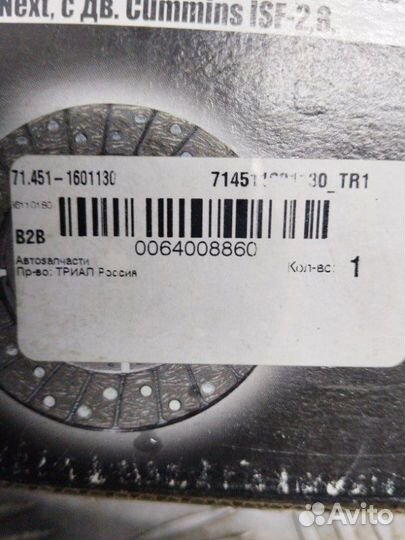 Next, с дв. Cummins ISF-2,8.
71.451-1601130
_TR1
B2B
0064008860
Автозапчасти
Пр-во: ТРИАЛ Россия
Кол-во: 1
Avito